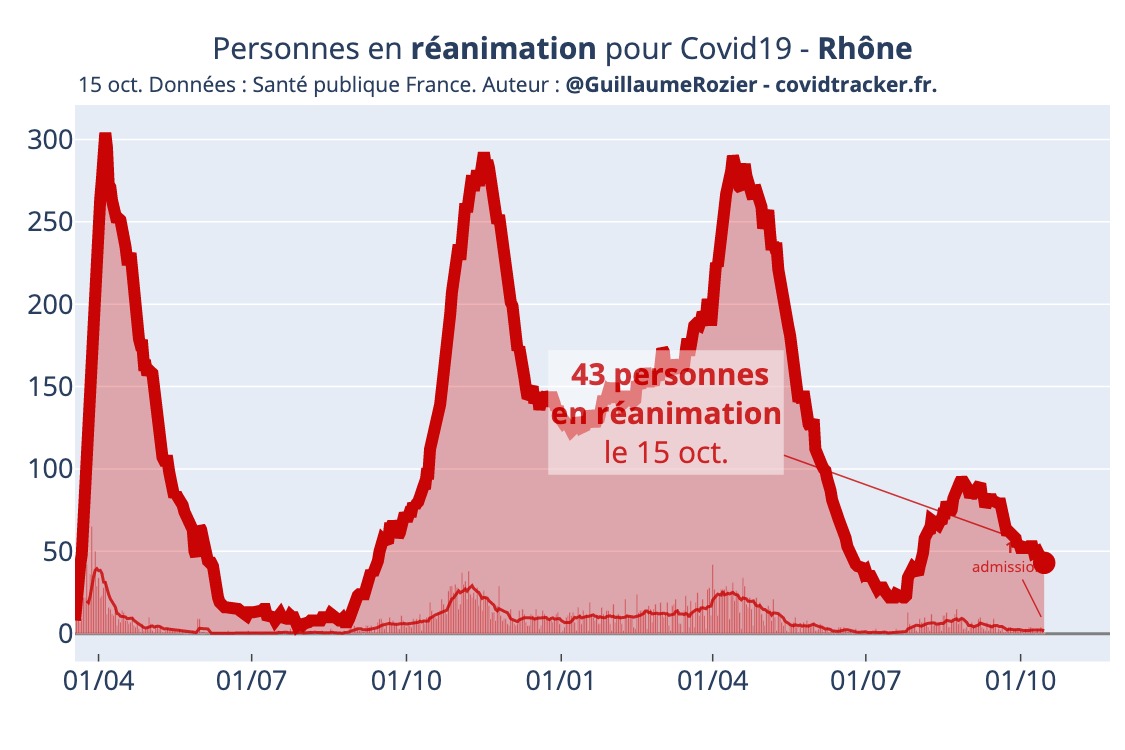 Personnes en réanimation pour Covid19 - Rhône
15 oct. Données : Santé publique France. Auteur : @GuillaumeRozier - covidtracker.fr.
300
250
200
150
100
50
0
43 personnes
en réanimation
le 15 oct.
admissio
01/04
01/07
01/10
01/01
01/04
01/07
01/10